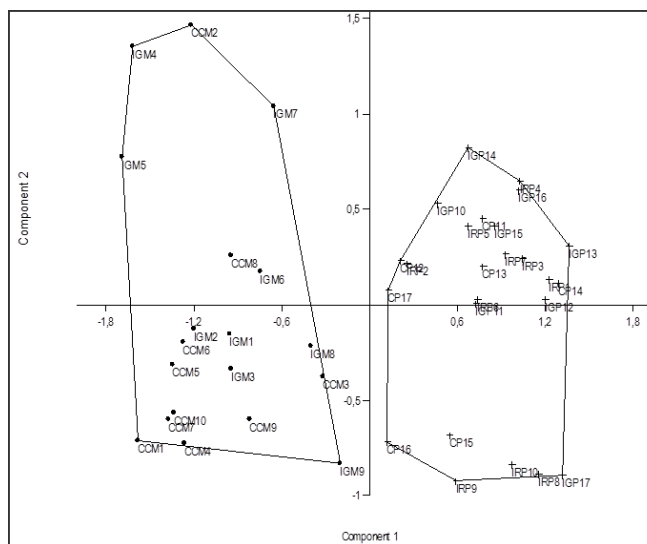 1,5
CCM2
IGM4
1
IGM7
IGM5
IGP14
IRP4
IGP16
0,5
IGP10
CP11
IRP5
IGP15
IGP13
CCM8
IGM6
IRP2
CP13
IRP3
CP14
CP17
IGP12
IGP11
-1,8
-1,2
-0,6
0,6
1,2
1,8
IGM2
IGM1
CCM6
IGM8
CCM5
IGM3
CCM3
-0,5
CCM10
CCM7
CCM9
CCM1
CCM4
CP16
CP15
IGM9
IRP10
IRP9
IRP8
IGP17
-1
Component 2
Component 1